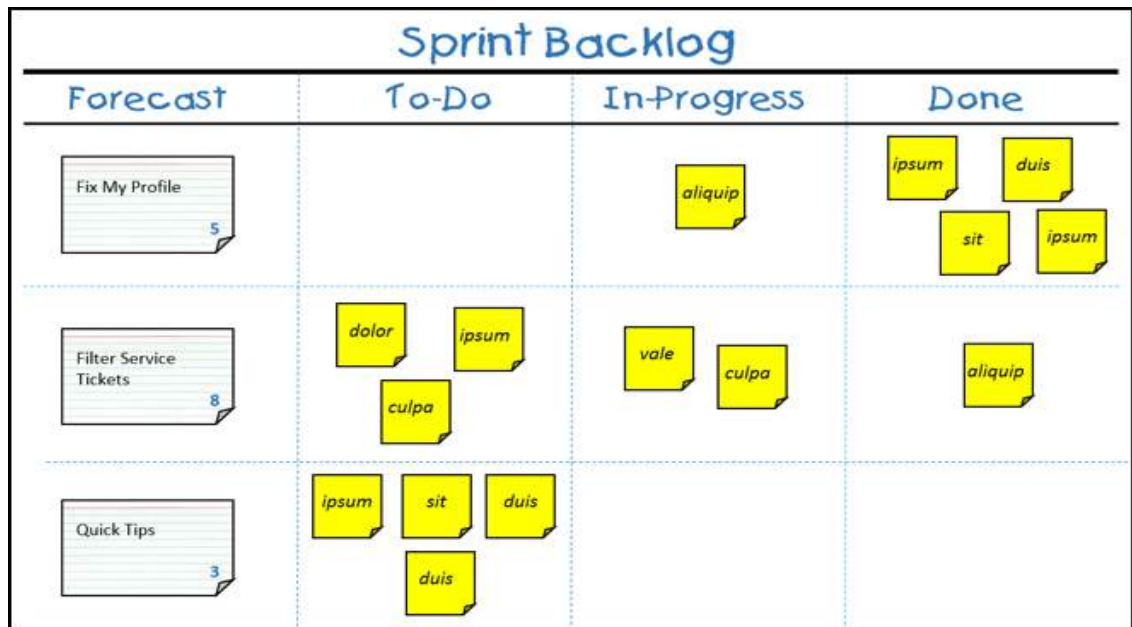 Sprint Backlog
Forecast
To-Do
In-Progress
Done
Fix My Profile
5
aliquip
ipsum
duis
sit
ipsum
Filter Service
Tickets
8
dolor
ipsum
culpa
vale
culpa
aliquip
Quick Tips
3
ipsum
sit
duis
duis